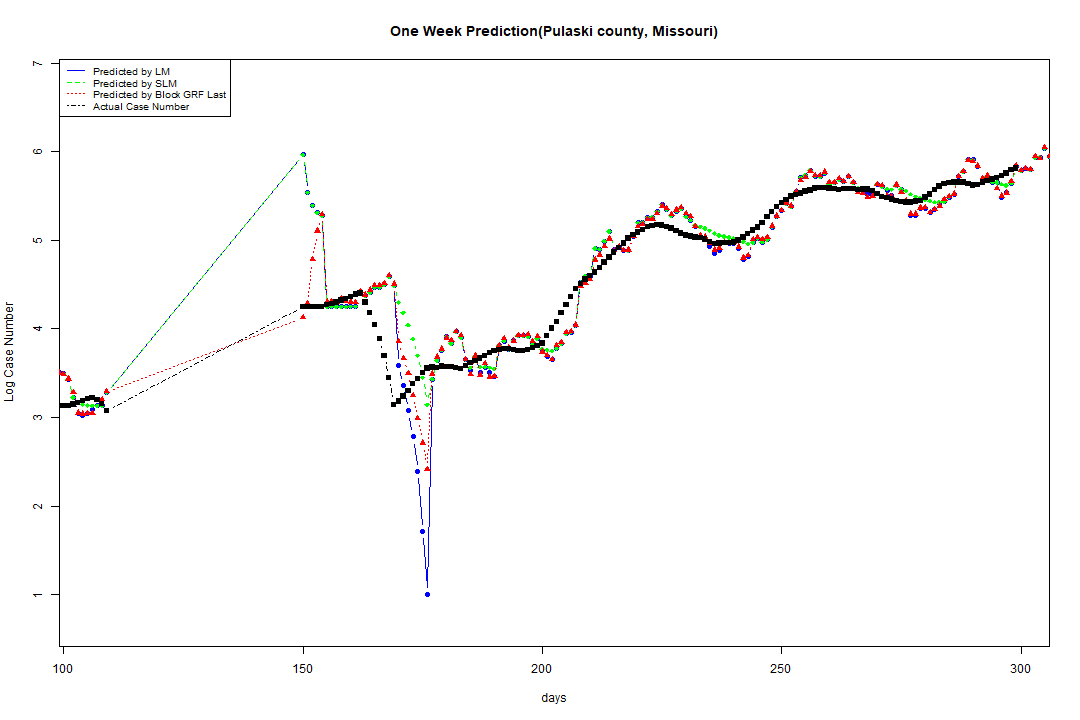 One Week Prediction(Pulaski county, Missouri)
7
6
5
4
3
2
1
Log Case Number
Predicted by LM
Predicted by SLM
Predicted by Block GRF Last
Actual Case Number
100 150 200 250 300
days